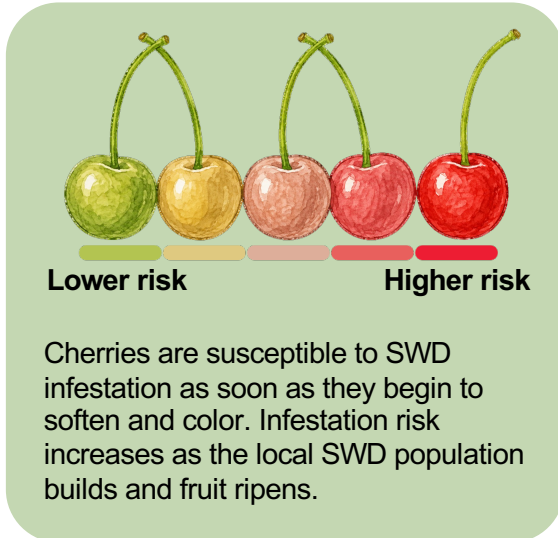 Lower risk Higher risk
Cherries are susceptible to SWD
infestation as soon as they begin to
soften and color. Infestation risk
increases as the local SWD population
builds and fruit ripens.